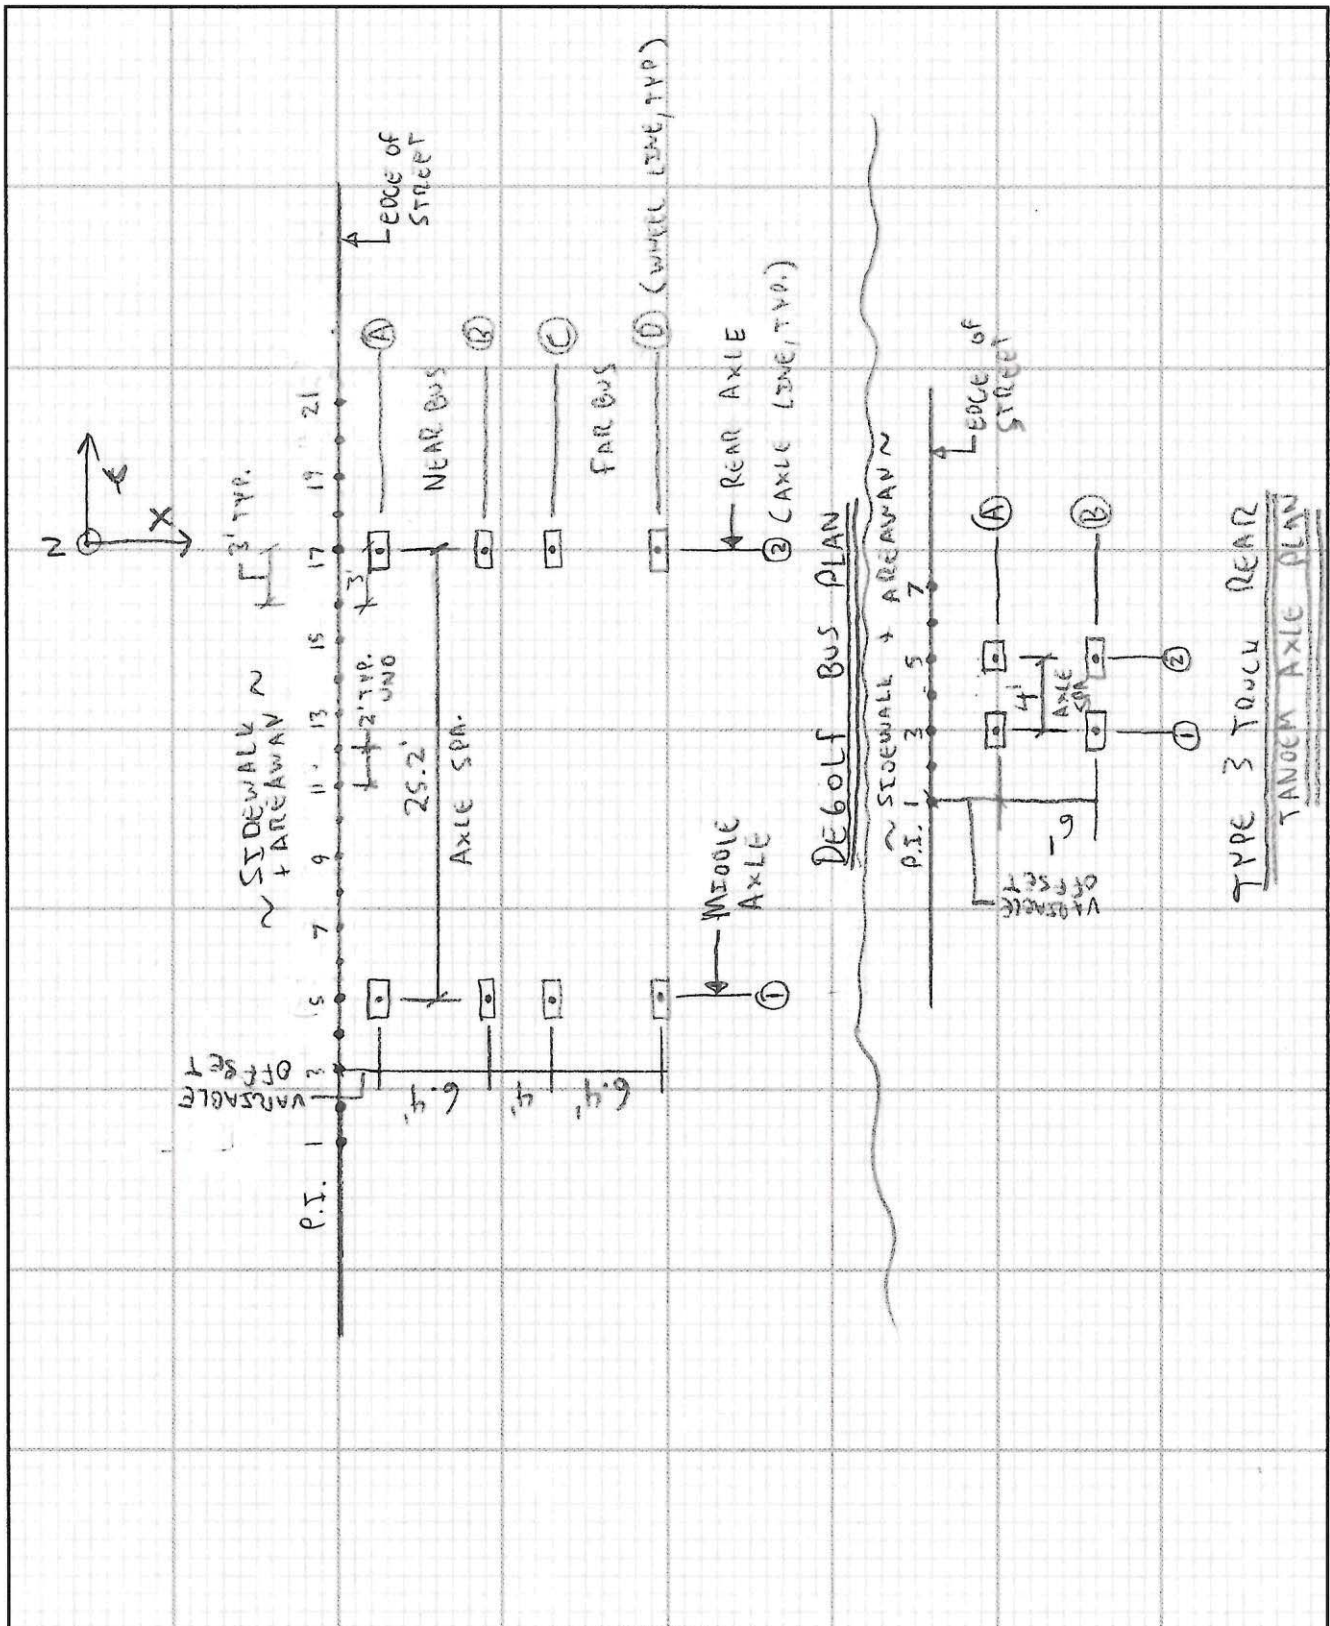 Z
X
~ SIDEWALK
+ AREAWAY ~
3' TYP.
P.I. 1 3 5 7 9 11 13 15 17 19 21
EDGE OF
STREET
VARIABLE
OFFSET
2' TYP.
UNO
3'
6.4'
4'
6.4'
25.2'
AXLE SPA.
NEAR BUS
FAR BUS
A
B
C
D (WHEEL LINE, TYP)
MIDDLE
AXLE
1
REAR AXLE
2 (AXLE LINE, TYP.)
DE60LF BUS PLAN
~ SIDEWALK + AREAWAY ~
P.I. 1 3 5 7
EDGE OF
STREET
VARIABLE
OFFSET
4'
AXLE
SPA
A
B
1
2
TYPE 3 TRUCK REAR
TANDEM AXLE PLAN